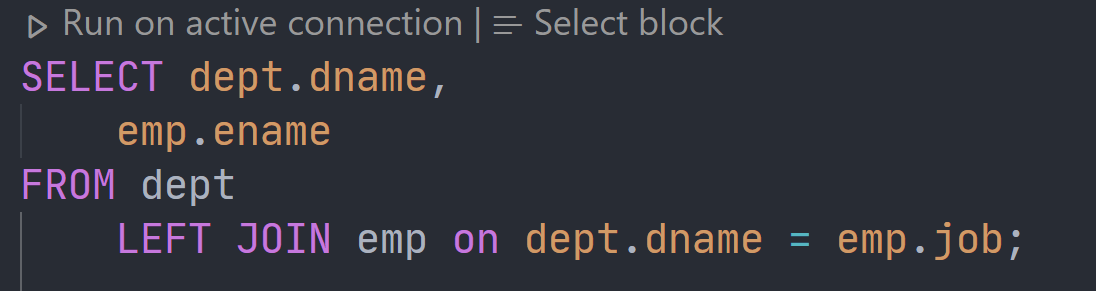 Run on active connection | Select block
SELECT dept.dname,
    emp.ename
FROM dept
    LEFT JOIN emp on dept.dname = emp.job;